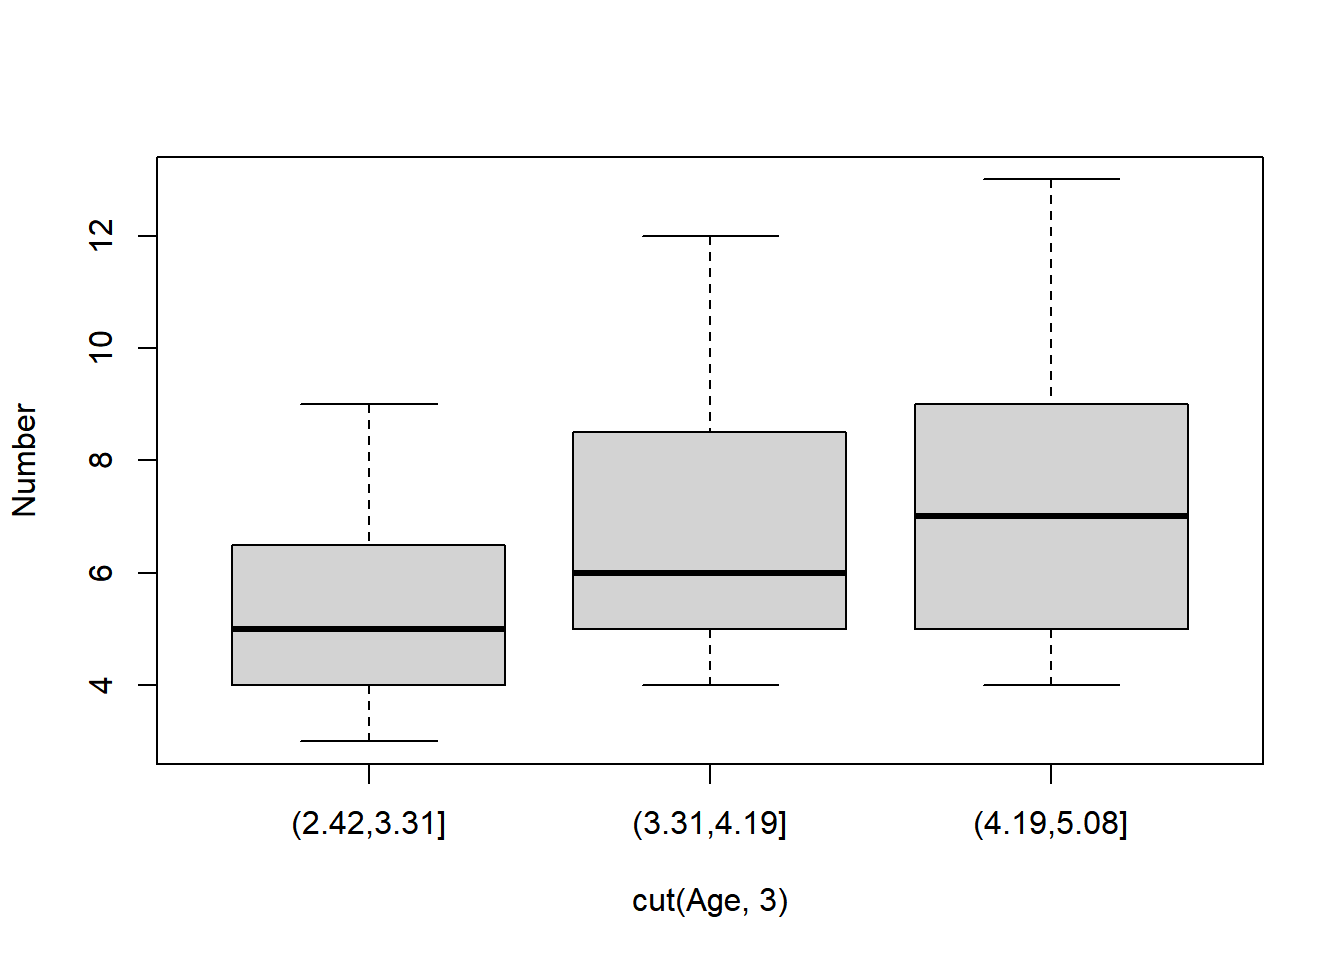 Number
12
10
8
6
4
(2.42,3.31] (3.31,4.19] (4.19,5.08]
cut(Age, 3)